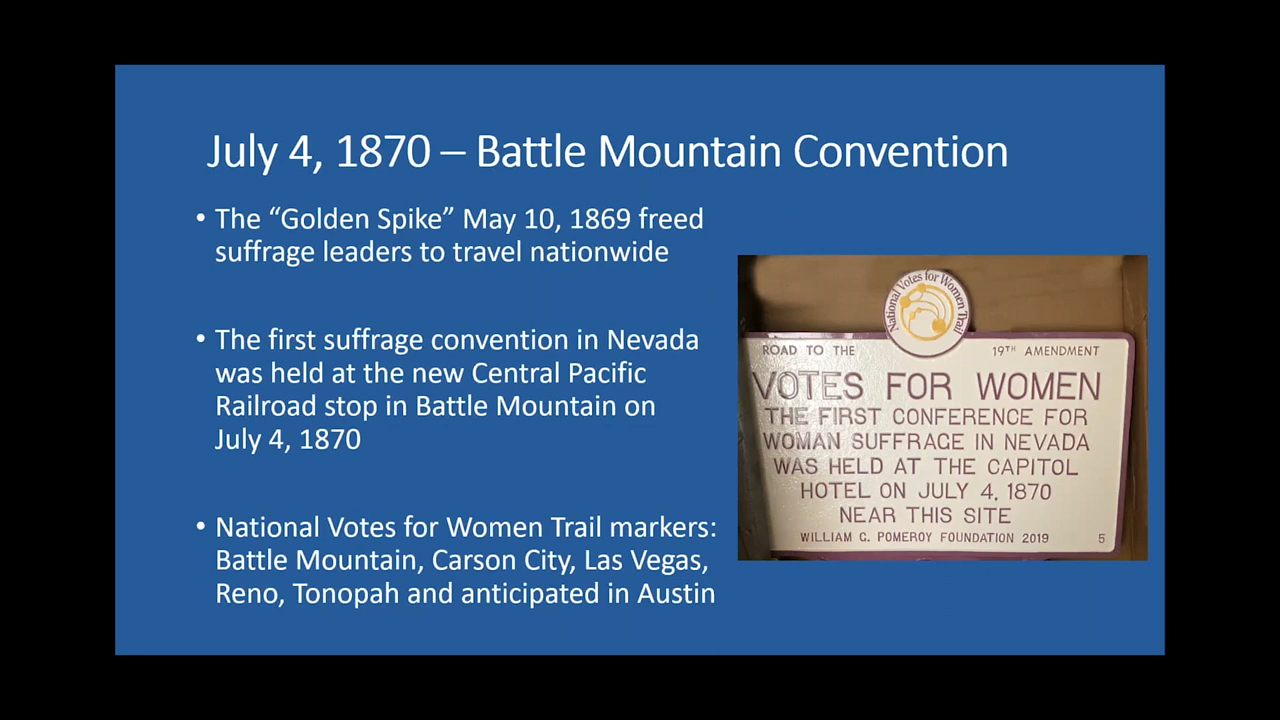 July 4, 1870 – Battle Mountain Convention
• The “Golden Spike” May 10, 1869 freed
suffrage leaders to travel nationwide
• The first suffrage convention in Nevada
was held at the new Central Pacific
Railroad stop in Battle Mountain on
July 4, 1870
• National Votes for Women Trail markers:
Battle Mountain, Carson City, Las Vegas,
Reno, Tonopah and anticipated in Austin
National Votes for Women Trail
ROAD TO THE 19TH AMENDMENT
VOTES FOR WOMEN
THE FIRST CONFERENCE FOR
WOMAN SUFFRAGE IN NEVADA
WAS HELD AT THE CAPITOL
HOTEL ON JULY 4, 1870
NEAR THIS SITE
WILLIAM G. POMEROY FOUNDATION 2019 5